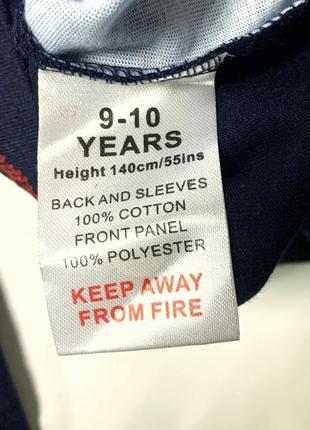 9-10
YEARS
Height 140cm/55ins
BACK AND SLEEVES
100% COTTON
FRONT PANEL
100% POLYESTER
KEEP AWAY
FROM FIRE